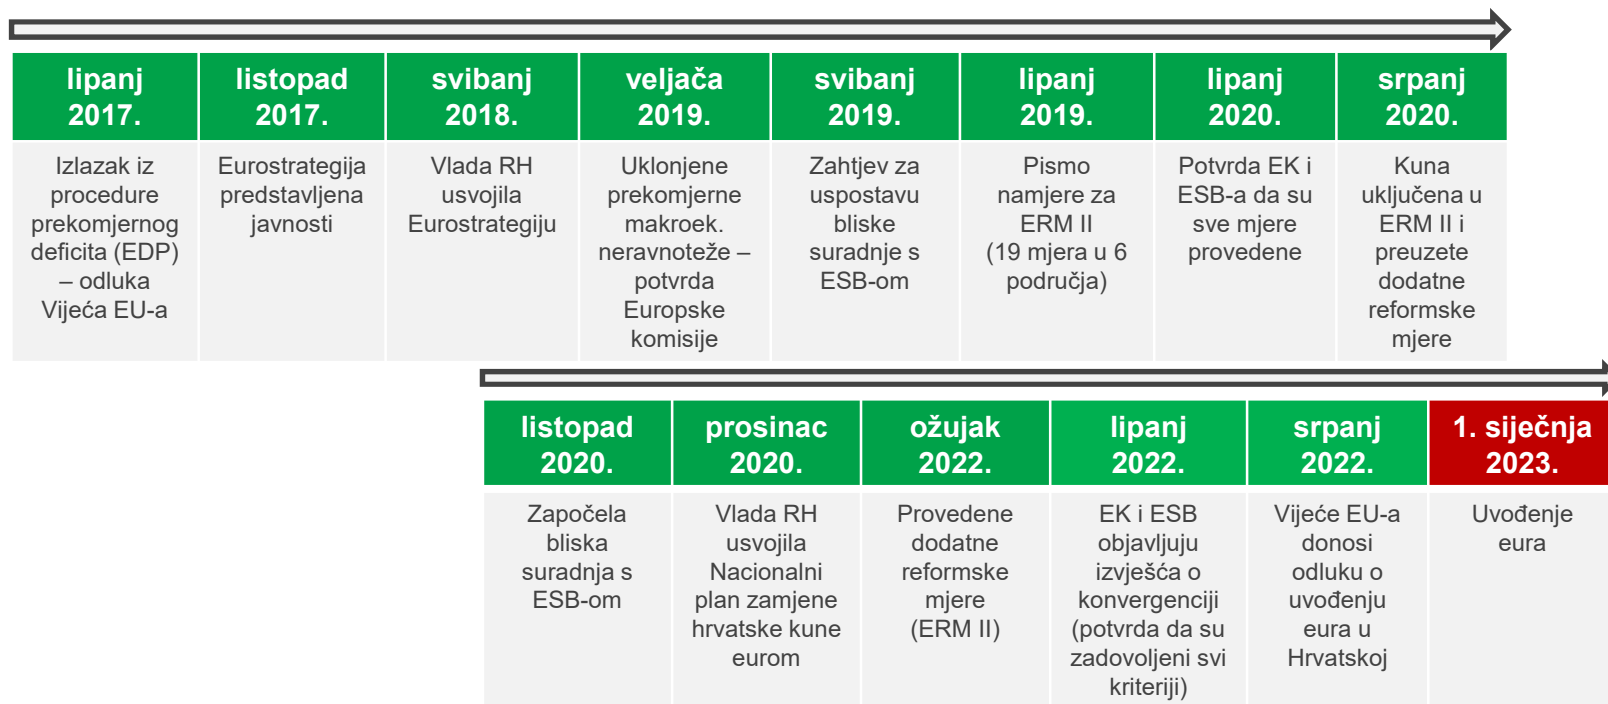 lipanj
2017.
listopad
2017.
svibanj
2018.
veljača
2019.
svibanj
2019.
lipanj
2019.
lipanj
2020.
srpanj
2020.
Izlazak iz
procedure
prekomjernog
deficita (EDP)
– odluka
Vijeća EU-a
Eurostrategija
predstavljena
javnosti
Vlada RH
usvojila
Eurostrategiju
Uklonjene
prekomjerne
makroek.
neravnoteže –
potvrda
Europske
komisije
Zahtjev za
uspostavu
bliske
suradnje s
ESB-om
Pismo
namjere za
ERM II
(19 mjera u 6
područja)
Potvrda EK i
ESB-a da su
sve mjere
provedene
Kuna
uključena u
ERM II i
preuzete
dodatne
reformske
mjere
listopad
2020.
prosinac
2020.
ožujak
2022.
lipanj
2022.
srpanj
2022.
1. siječnja
2023.
Započela
bliska
suradnja s
ESB-om
Vlada RH
usvojila
Nacionalni
plan zamjene
hrvatske kune
eurom
Provedene
dodatne
reformske
mjere
(ERM II)
EK i ESB
objavljuju
izvješća o
konvergenciji
(potvrda da su
zadovoljeni svi
kriteriji)
Vijeće EU-a
donosi
odluku o
uvođenju
eura u
Hrvatskoj
Uvođenje
eura